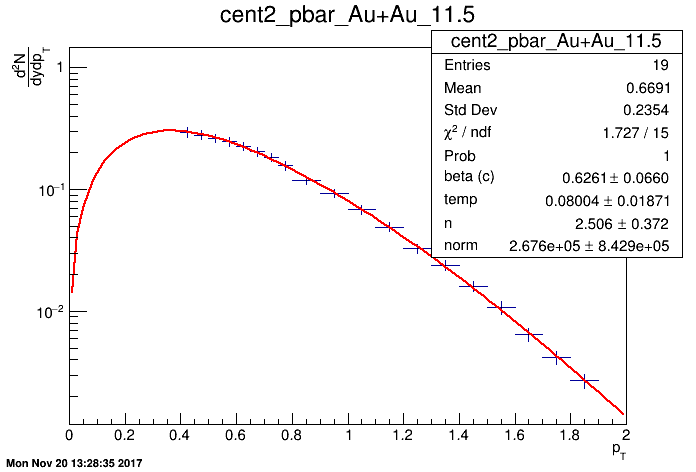 cent2_pbar_Au+Au_11.5
cent2_pbar_Au+Au_11.5
Entries 19
Mean 0.6691
Std Dev 0.2354
χ² / ndf 1.727 / 15
Prob 1
beta (c) 0.6261 ± 0.0660
temp 0.08004 ± 0.01871
n 2.506 ± 0.372
norm 2.676e+05 ± 8.429e+05
d²N
dydp_T
1
10⁻¹
10⁻²
0 0.2 0.4 0.6 0.8 1 1.2 1.4 1.6 1.8 2
p_T
Mon Nov 20 13:28:35 2017